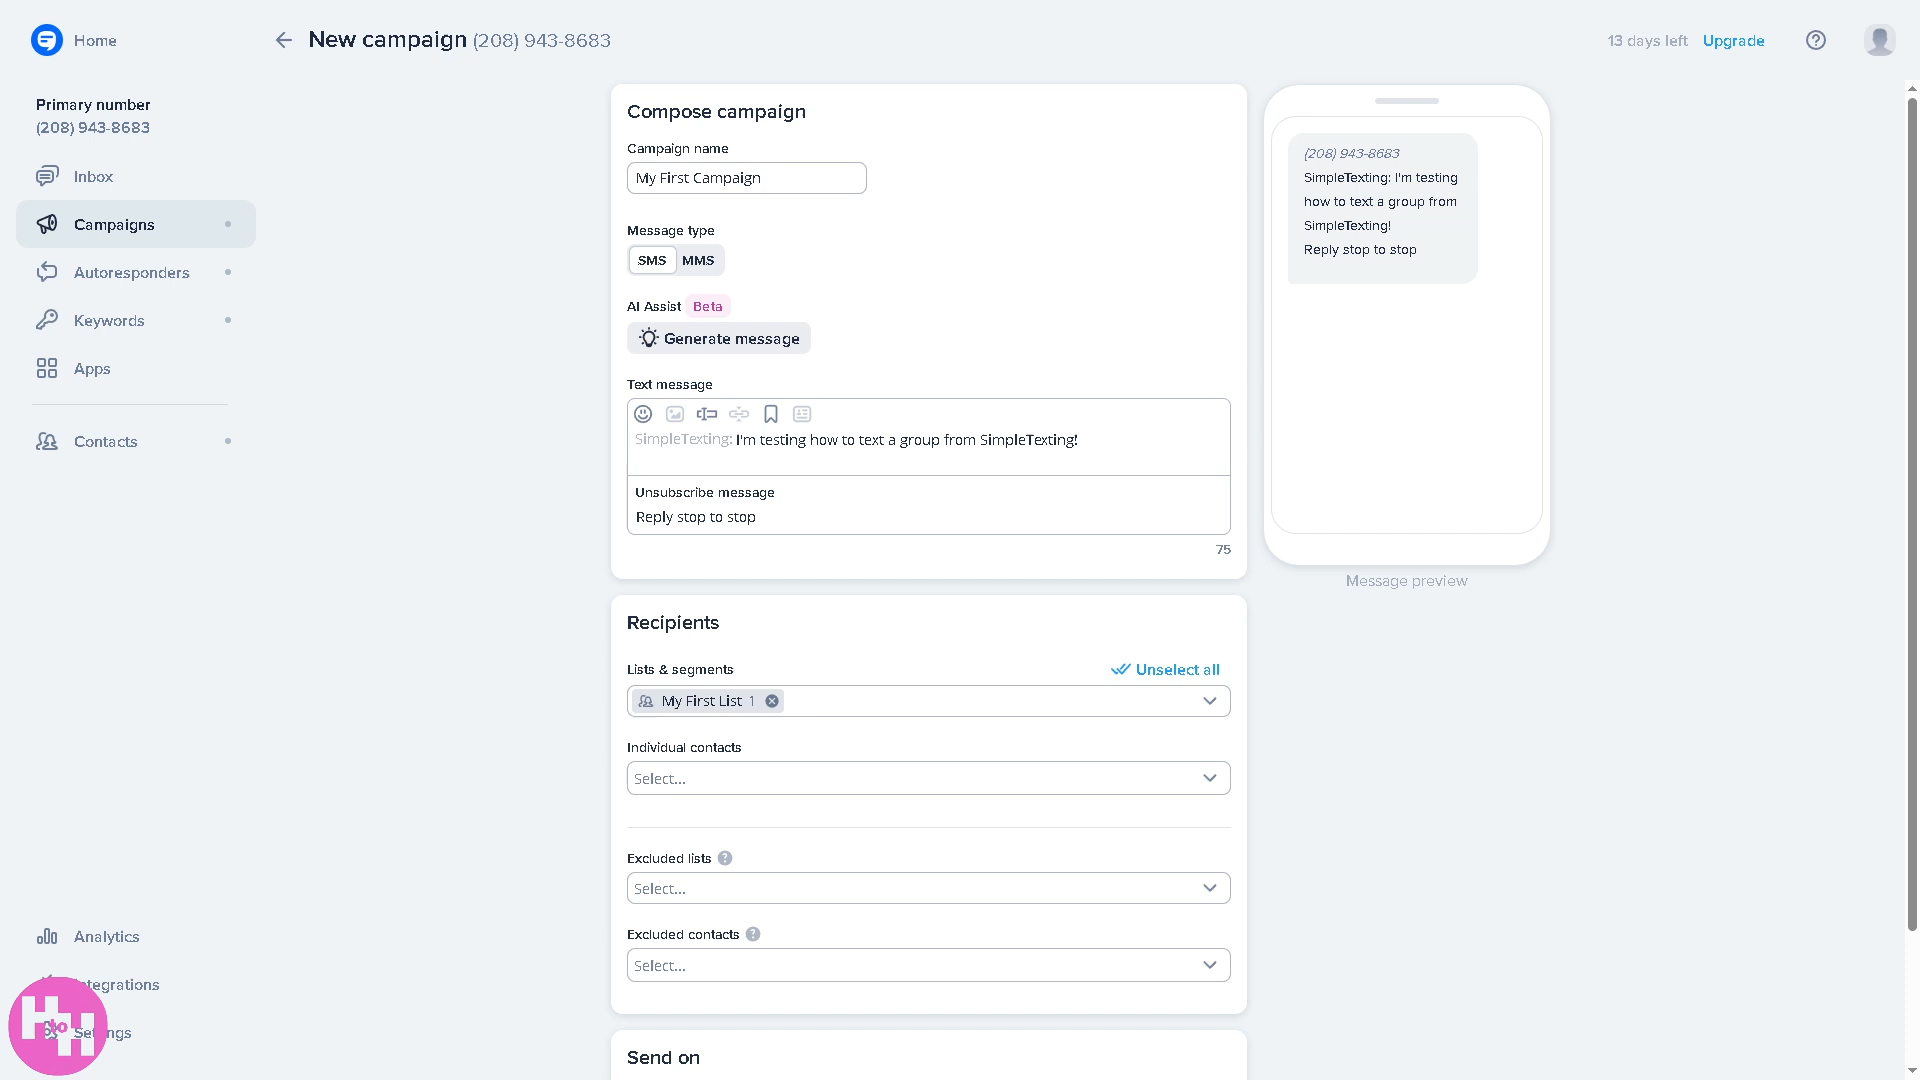 Home
New campaign (208) 943-8683
13 days left Upgrade
Primary number
(208) 943-8683
Inbox
Campaigns
Autoresponders
Keywords
Apps
Contacts
Analytics
Settings
H to H
Compose campaign
Campaign name
My First Campaign
Message type
SMS MMS
AI Assist Beta
Generate message
Text message
SimpleTexting: I'm testing how to text a group from SimpleTexting!
Unsubscribe message
Reply stop to stop
75
(208) 943-8683
SimpleTexting: I'm testing
how to text a group from
SimpleTexting!
Reply stop to stop
Message preview
Recipients
Lists & segments
Unselect all
My First List 1
Individual contacts
Select...
Excluded lists
Select...
Excluded contacts
Select...
Send on